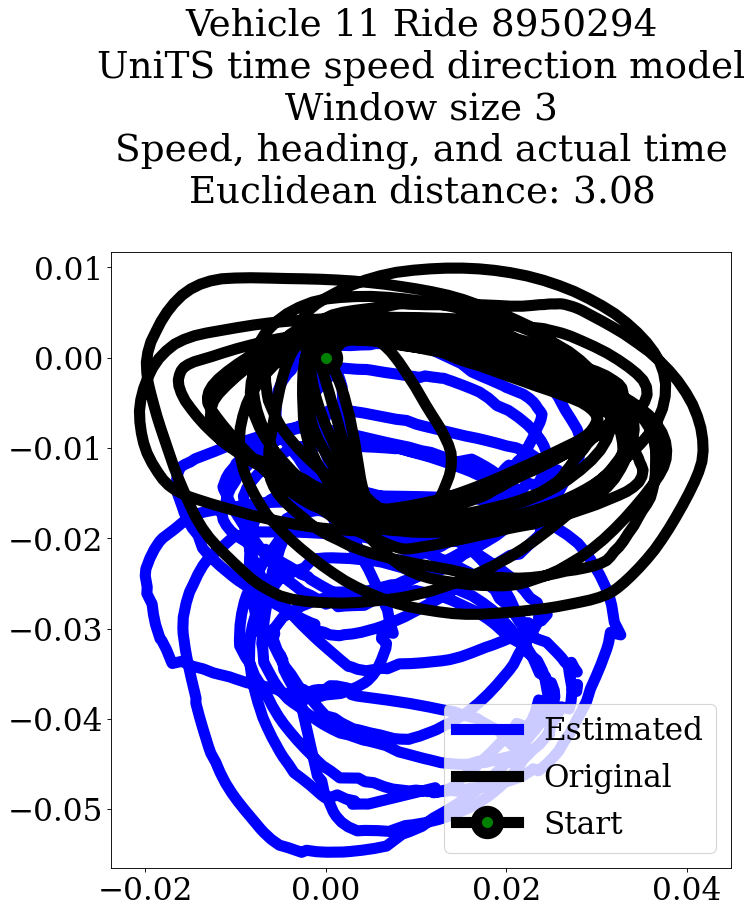 Vehicle 11 Ride 8950294
UniTS time speed direction model
Window size 3
Speed, heading, and actual time
Euclidean distance: 3.08
0.01
0.00
−0.01
−0.02
−0.03
−0.04
−0.05
Estimated
Original
Start
−0.02 0.00 0.02 0.04